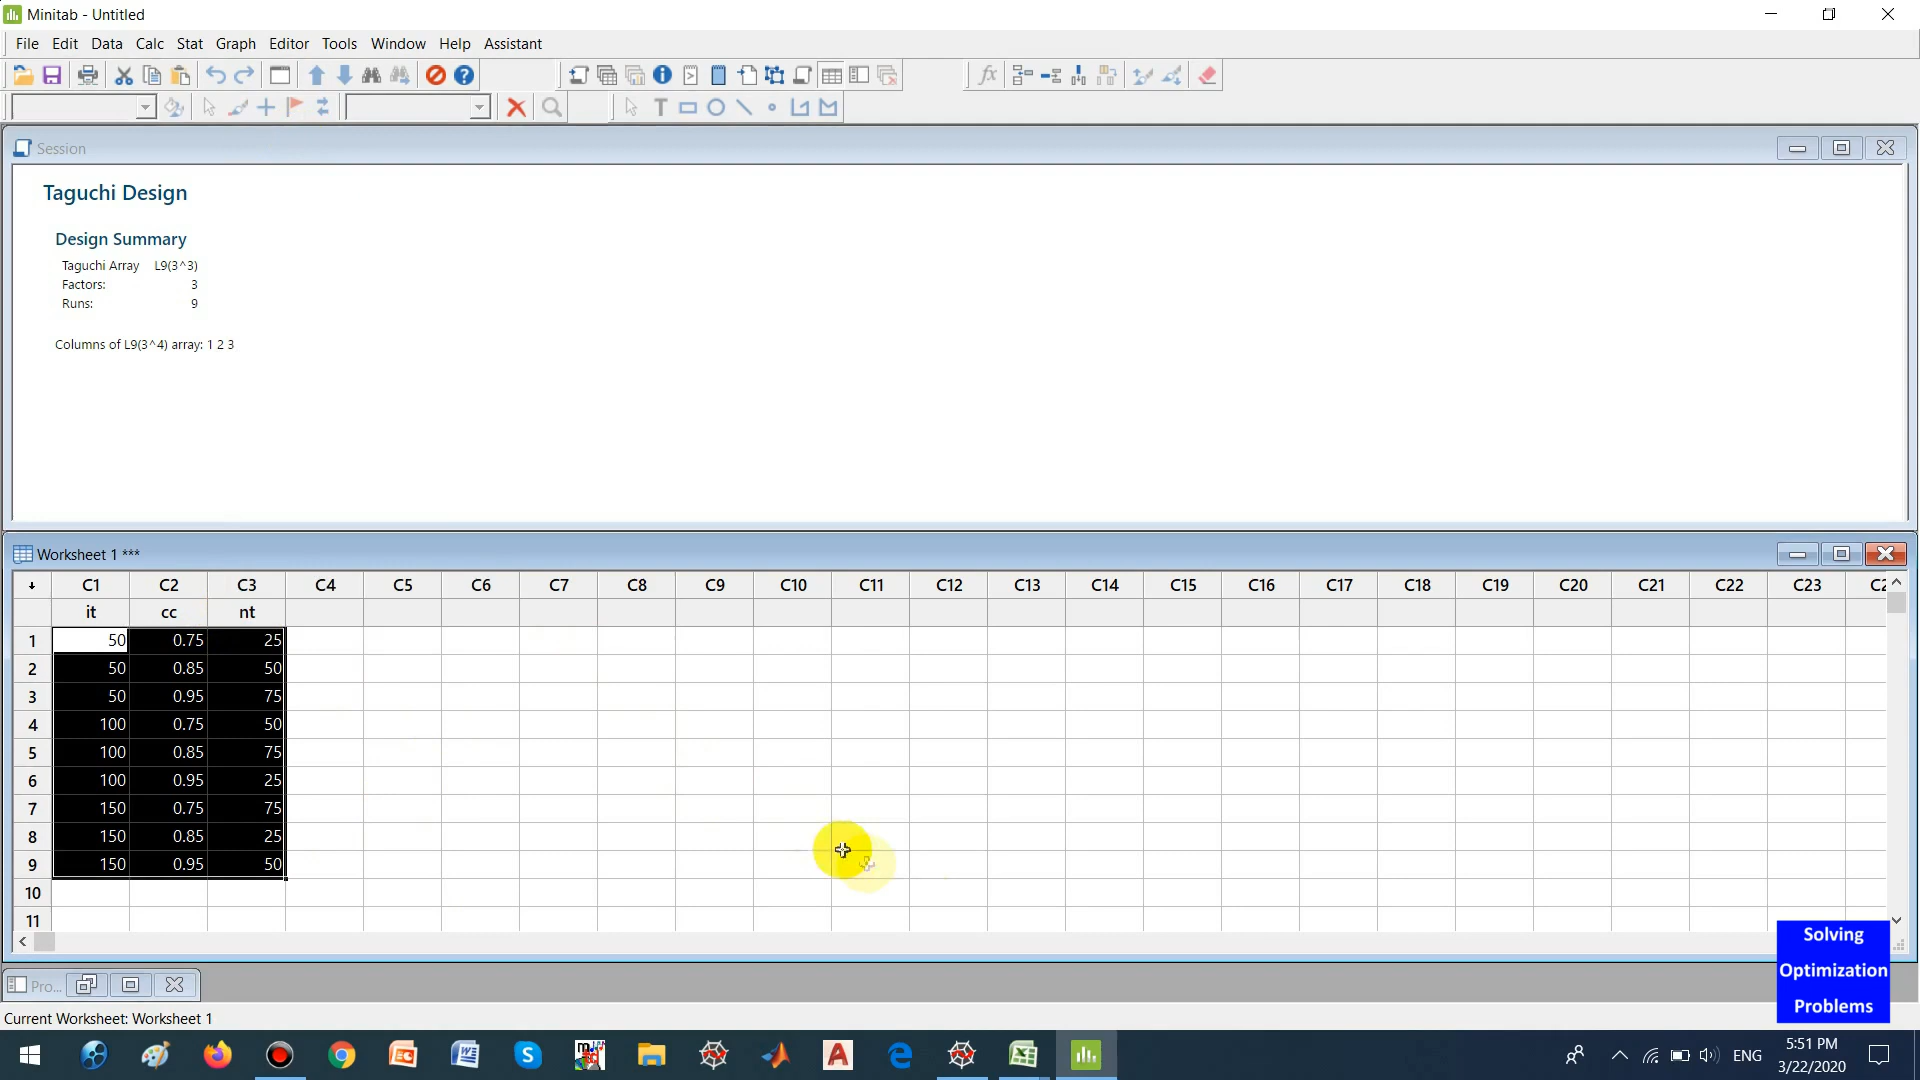 Minitab - Untitled
File Edit Data Calc Stat Graph Editor Tools Window Help Assistant
Session
Taguchi Design
Design Summary
Taguchi Array L9(3^3)
Factors: 3
Runs: 9
Columns of L9(3^4) array: 1 2 3
Worksheet 1 ***
C1 C2 C3 C4 C5 C6 C7 C8 C9 C10 C11 C12 C13 C14 C15 C16 C17 C18 C19 C20 C21 C22 C23
it cc nt
1 50 0.75 25
2 50 0.85 50
3 50 0.95 75
4 100 0.75 50
5 100 0.85 75
6 100 0.95 25
7 150 0.75 75
8 150 0.85 25
9 150 0.95 50
10
11
Solving
Optimization
Problems
Pro...
Current Worksheet: Worksheet 1
ENG
5:51 PM
3/22/2020